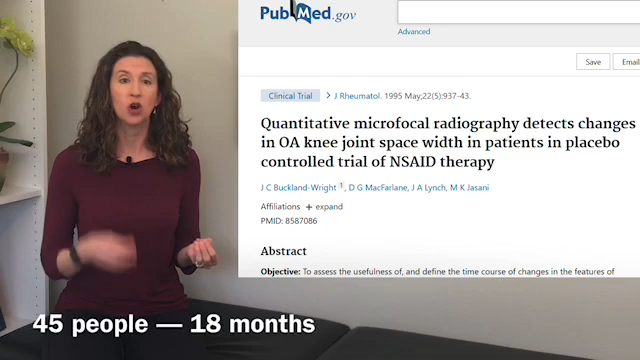 PubMed.gov
Advanced
Save
Email
Clinical Trial
> J Rheumatol. 1995 May;22(5):937-43.
Quantitative microfocal radiography detects changes
in OA knee joint space width in patients in placebo
controlled trial of NSAID therapy
J C Buckland-Wright 1, D G MacFarlane, J A Lynch, M K Jasani
Affiliations + expand
PMID: 8587086
Abstract
Objective: To assess the usefulness of, and define the time course of changes in the features of
45 people — 18 months